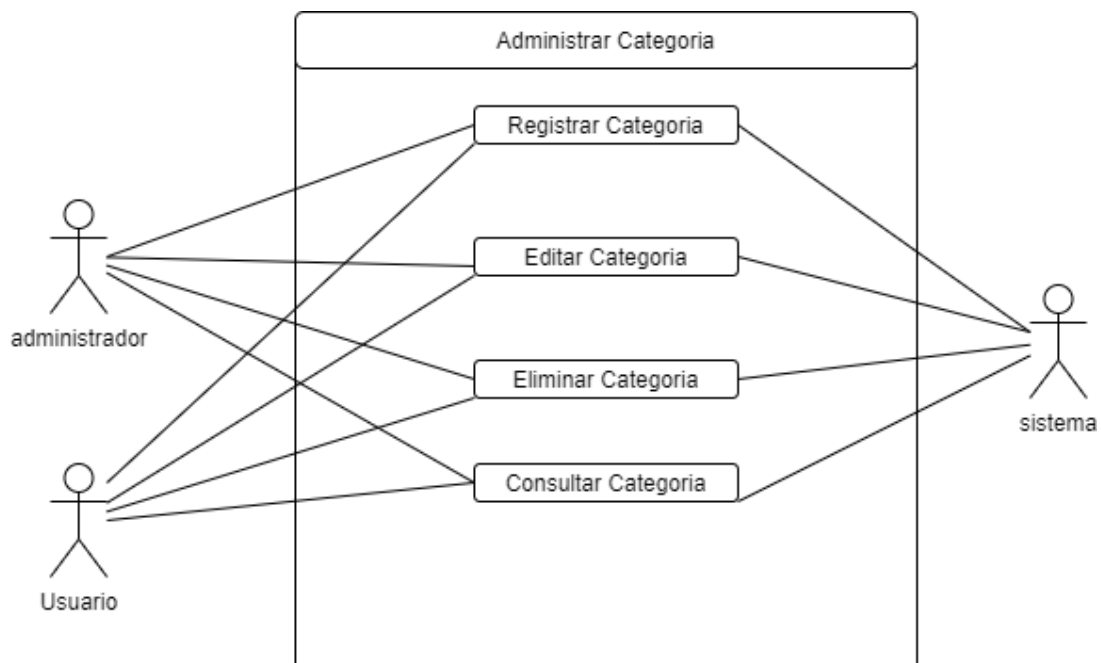 Administrar Categoria
Registrar Categoria
Editar Categoria
administrador
Eliminar Categoria
sistema
Consultar Categoria
Usuario